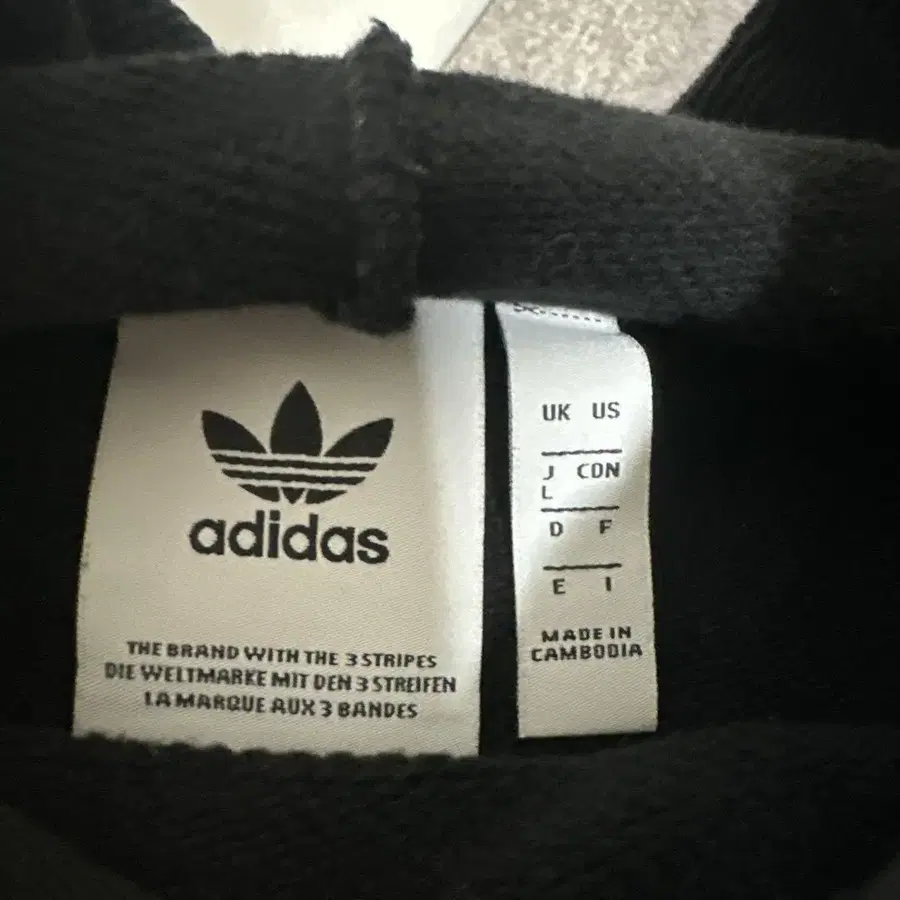 adidas
THE BRAND WITH THE 3 STRIPES
DIE WELTMARKE MIT DEN 3 STREIFEN
LA MARQUE AUX 3 BANDES
UK US
J CDN
L
D F
E I
MADE IN
CAMBODIA